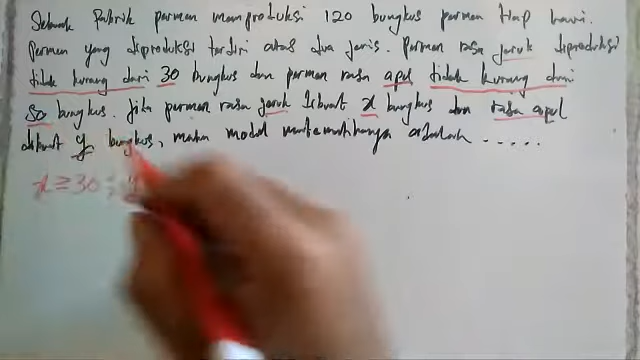 Sebuah Pabrik permen memproduksi 120 bungkus permen tiap hari.
Permen yang diproduksi terdiri atas dua jenis. Permen rasa jeruk diproduksi
tidak kurang dari 30 bungkus dan permen rasa apel tidak kurang dari
50 bungkus. Jika permen rasa jeruk dibuat x bungkus dan rasa apel
dibuat y bungkus, maka model matematikanya adalah .....
x ≥ 30 ;